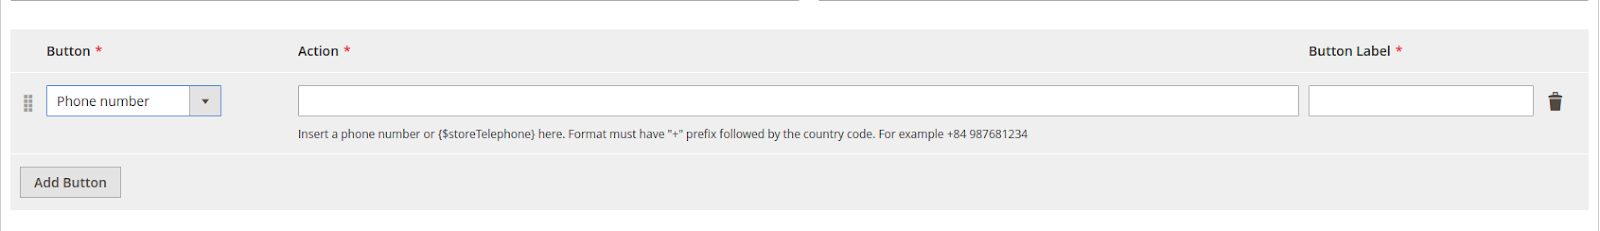 Button * Action * Button Label *
Phone number
Insert a phone number or {$storeTelephone} here. Format must have "+" prefix followed by the country code. For example +84 987681234
Add Button